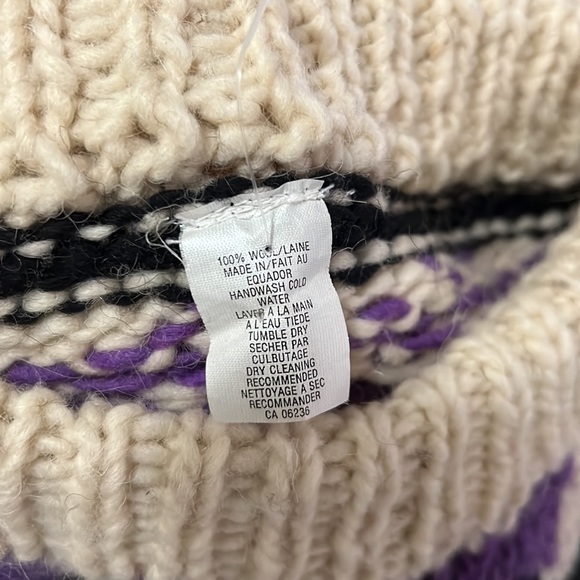 100% WOOL/LAINE
MADE IN/FAIT AU
EQUADOR
HANDWASH COLD
WATER
LAVER A LA MAIN
A L'EAU TIEDE
TUMBLE DRY
SECHER PAR
CULBUTAGE
DRY CLEANING
RECOMMENDED
NETTOYAGE A SEC
RECOMMANDER
CA 06236